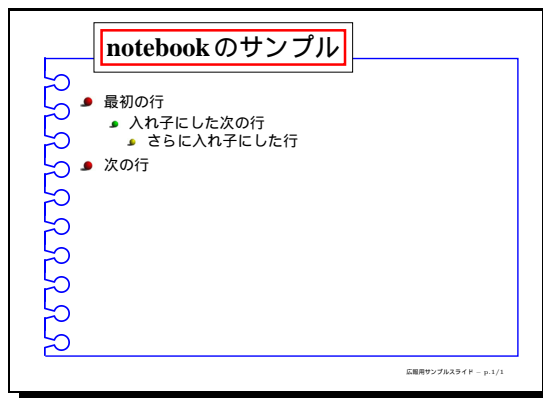 notebookのサンプル
最初の行
入れ子にした次の行
さらに入れ子にした行
次の行
広報用サンプルスライド – p.1/1